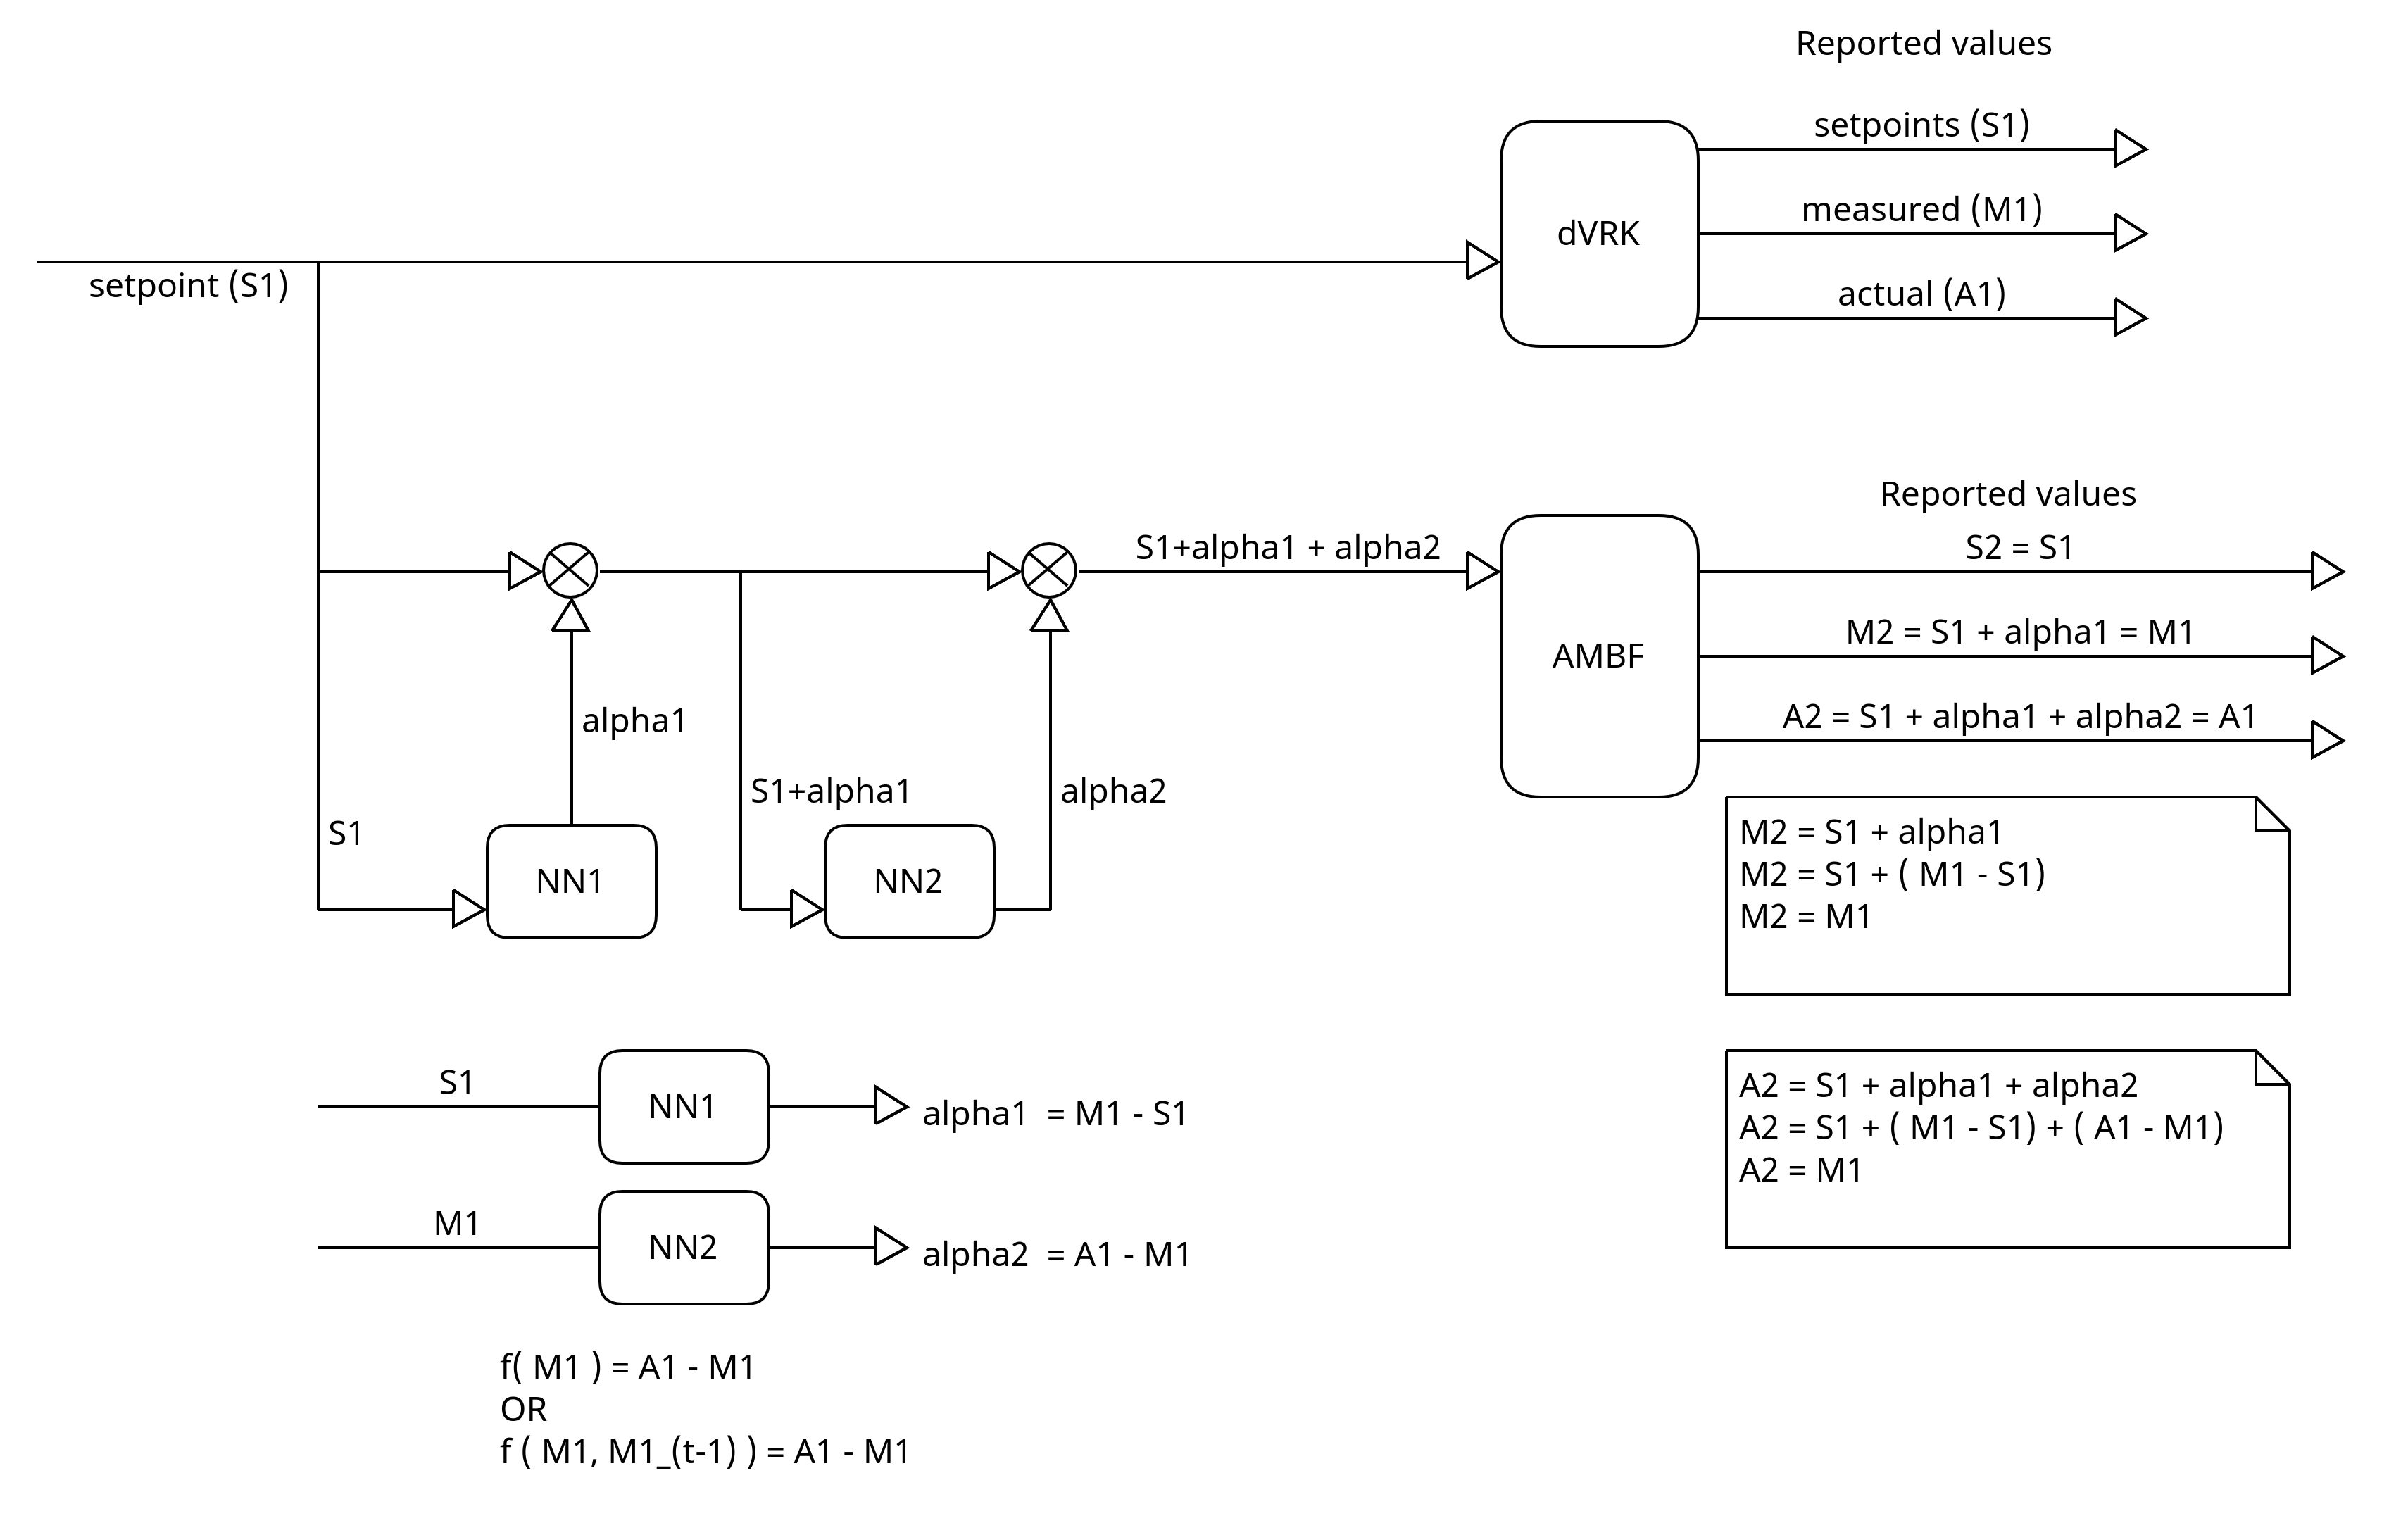 Reported values
setpoints (S1)
measured (M1)
dVRK
actual (A1)
setpoint (S1)
Reported values
S1+alpha1 + alpha2
S2 = S1
M2 = S1 + alpha1 = M1
AMBF
A2 = S1 + alpha1 + alpha2 = A1
alpha1
S1+alpha1
alpha2
S1
NN1
NN2
M2 = S1 + alpha1
M2 = S1 + ( M1 - S1)
M2 = M1
S1
NN1
alpha1  = M1 - S1
M1
NN2
alpha2  = A1 - M1
A2 = S1 + alpha1 + alpha2
A2 = S1 + ( M1 - S1) + ( A1 - M1)
A2 = M1
f( M1 ) = A1 - M1
OR
f ( M1, M1_(t-1) ) = A1 - M1